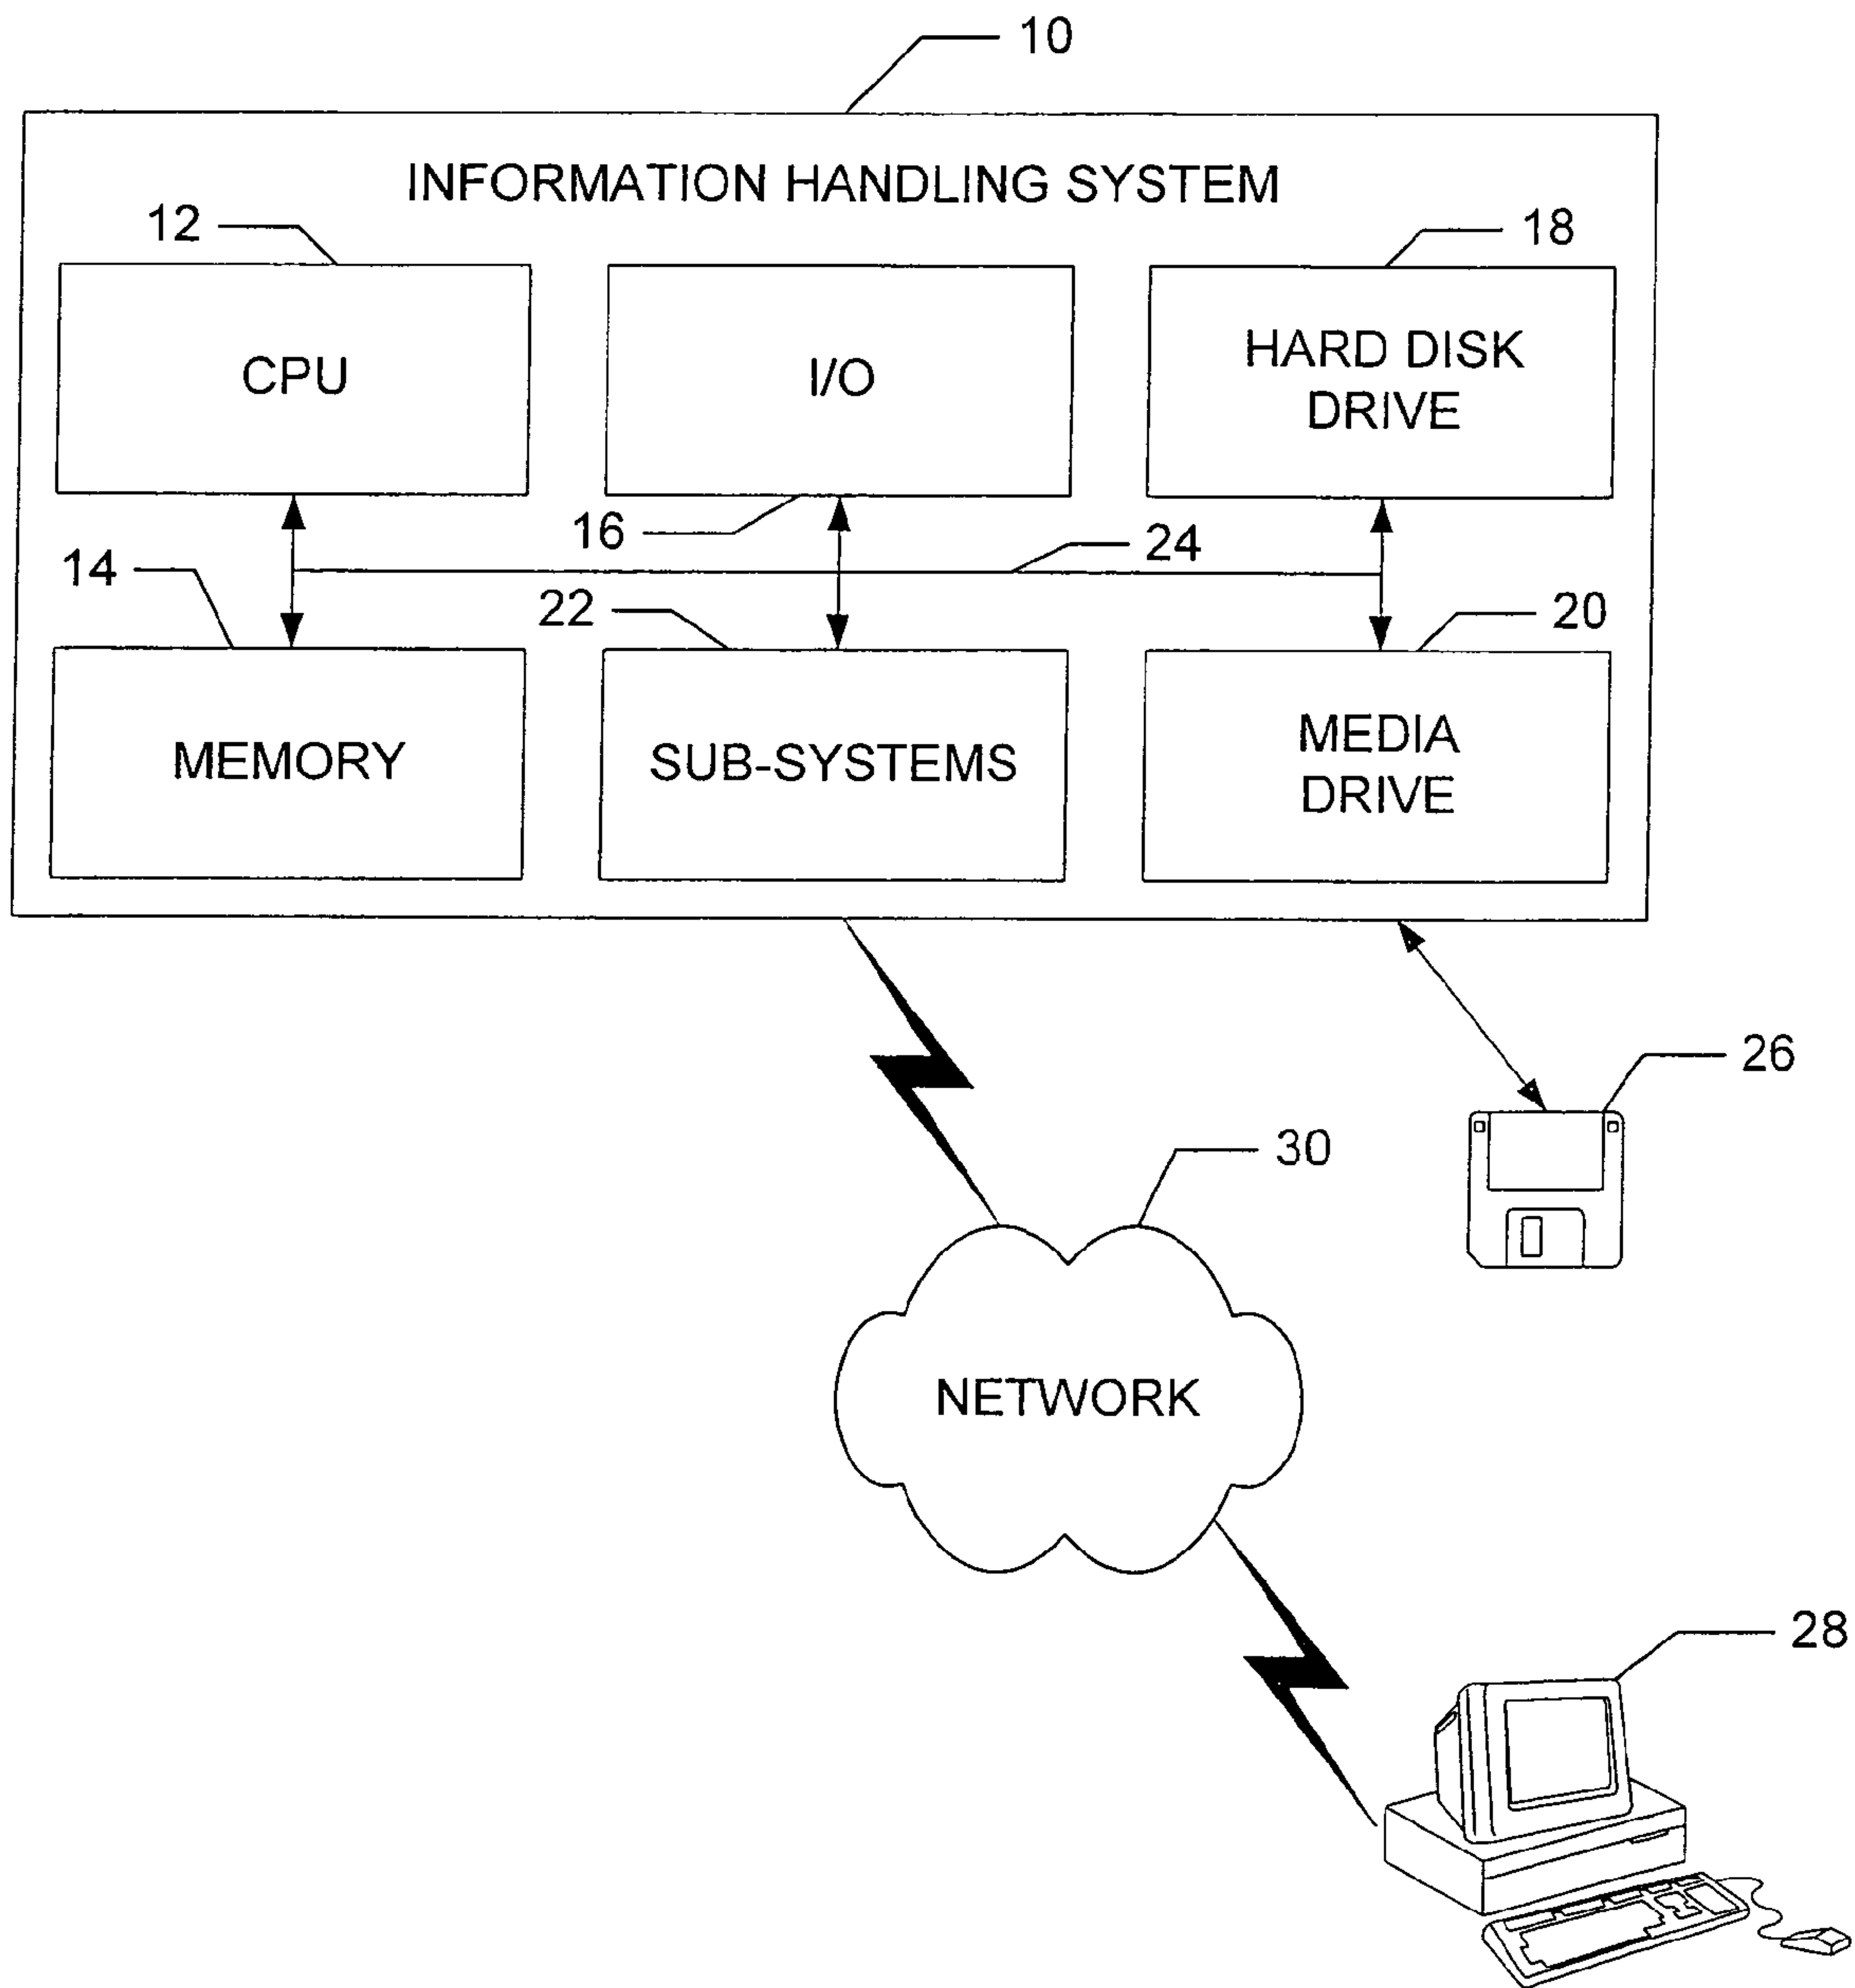 10
INFORMATION HANDLING SYSTEM
12
18
CPU
I/O
HARD DISK
DRIVE
16
24
14
22
20
MEMORY
SUB-SYSTEMS
MEDIA
DRIVE
26
30
NETWORK
28